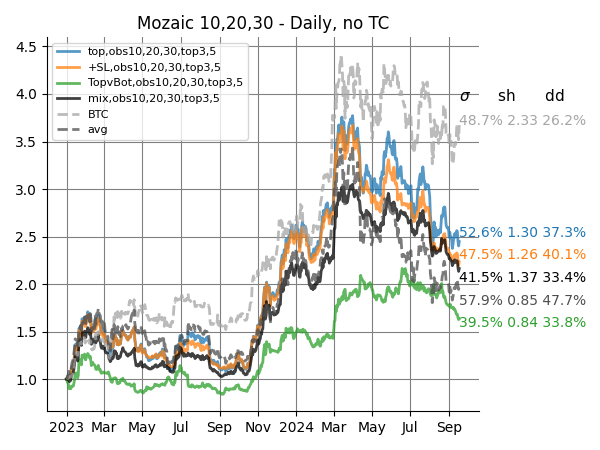 Mozaic 10,20,30 - Daily, no TC
top,obs10,20,30,top3,5
+SL,obs10,20,30,top3,5
TopvBot,obs10,20,30,top3,5
mix,obs10,20,30,top3,5
BTC
avg
σ sh dd
48.7% 2.33 26.2%
52.6% 1.30 37.3%
47.5% 1.26 40.1%
41.5% 1.37 33.4%
57.9% 0.85 47.7%
39.5% 0.84 33.8%
4.5
4.0
3.5
3.0
2.5
2.0
1.5
1.0
2023 Mar May Jul Sep Nov 2024 Mar May Jul Sep